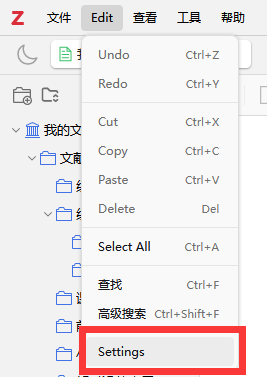 Z
文件 Edit 查看 工具 帮助
Undo Ctrl+Z
Redo Ctrl+Y
Cut Ctrl+X
Copy Ctrl+C
Paste Ctrl+V
Delete Del
Select All Ctrl+A
查找 Ctrl+F
高级搜索 Ctrl+Shift+F
Settings
我的文
文献